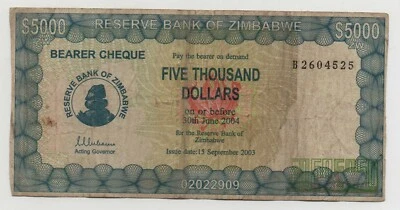 $5000
RESERVE BANK OF ZIMBABWE
$5000
ZW
BEARER CHEQUE
Pay the bearer on demand
B2604525
FIVE THOUSAND
DOLLARS
RESERVE BANK OF ZIMBABWE
on or before
30th June 2004
for the Reserve Bank of
Zimbabwe
Acting Governor
Issue date: 15 September 2003
02022909